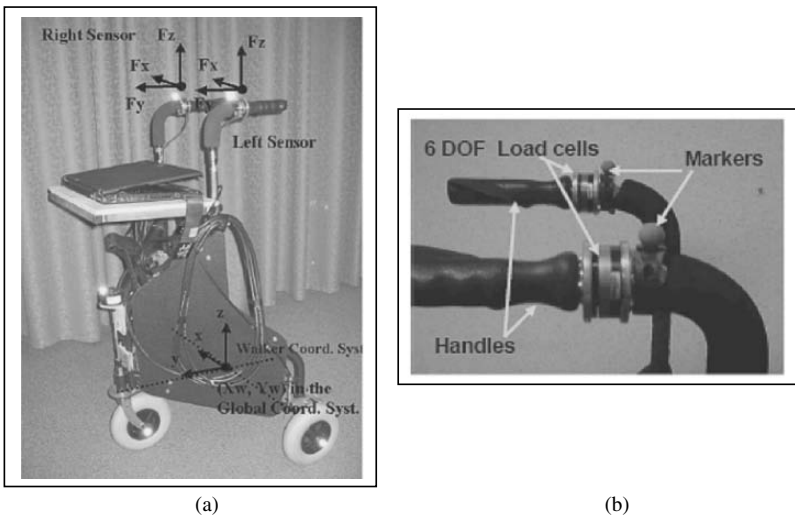 Right Sensor
Fz
Fz
Fx
Fx
Fy
Fy
Left Sensor
z
x
y
Walker Coord. Syst.
(Xw, Yw) in the
Global Coord. Syst.
(a)
6 DOF Load cells
Markers
Handles
(b)